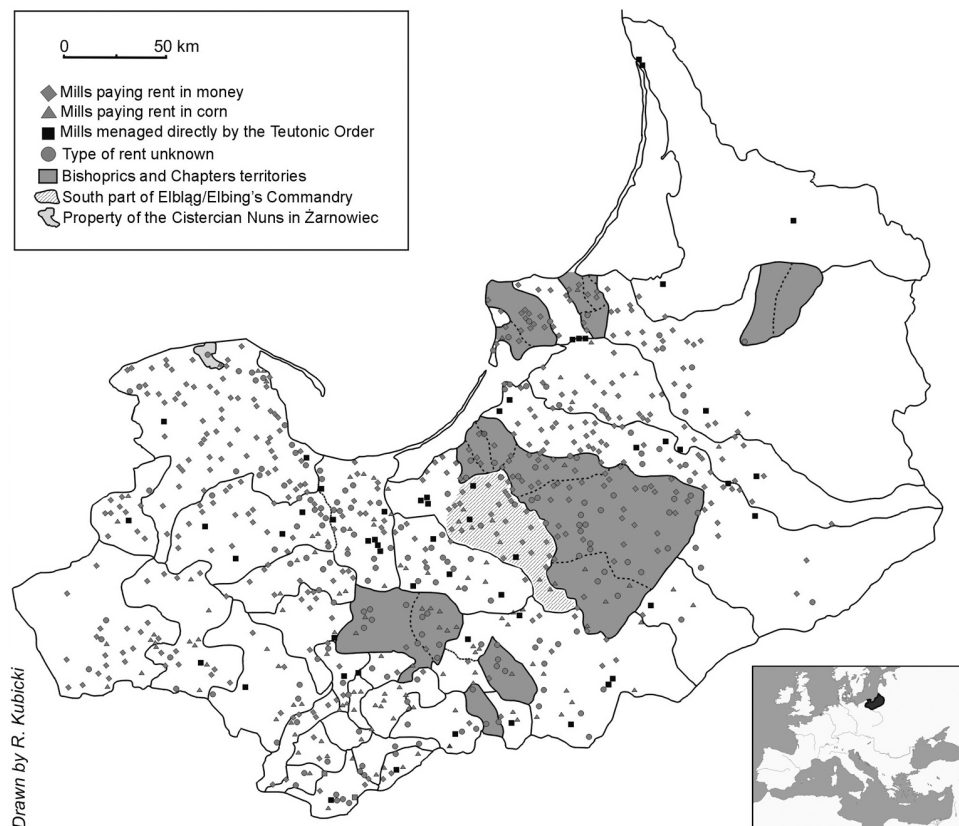 0 50 km
Mills paying rent in money
Mills paying rent in corn
Mills menaged directly by the Teutonic Order
Type of rent unknown
Bishoprics and Chapters territories
South part of Elbląg/Elbing's Commandry
Property of the Cistercian Nuns in Żarnowiec
Drawn by R. Kubicki